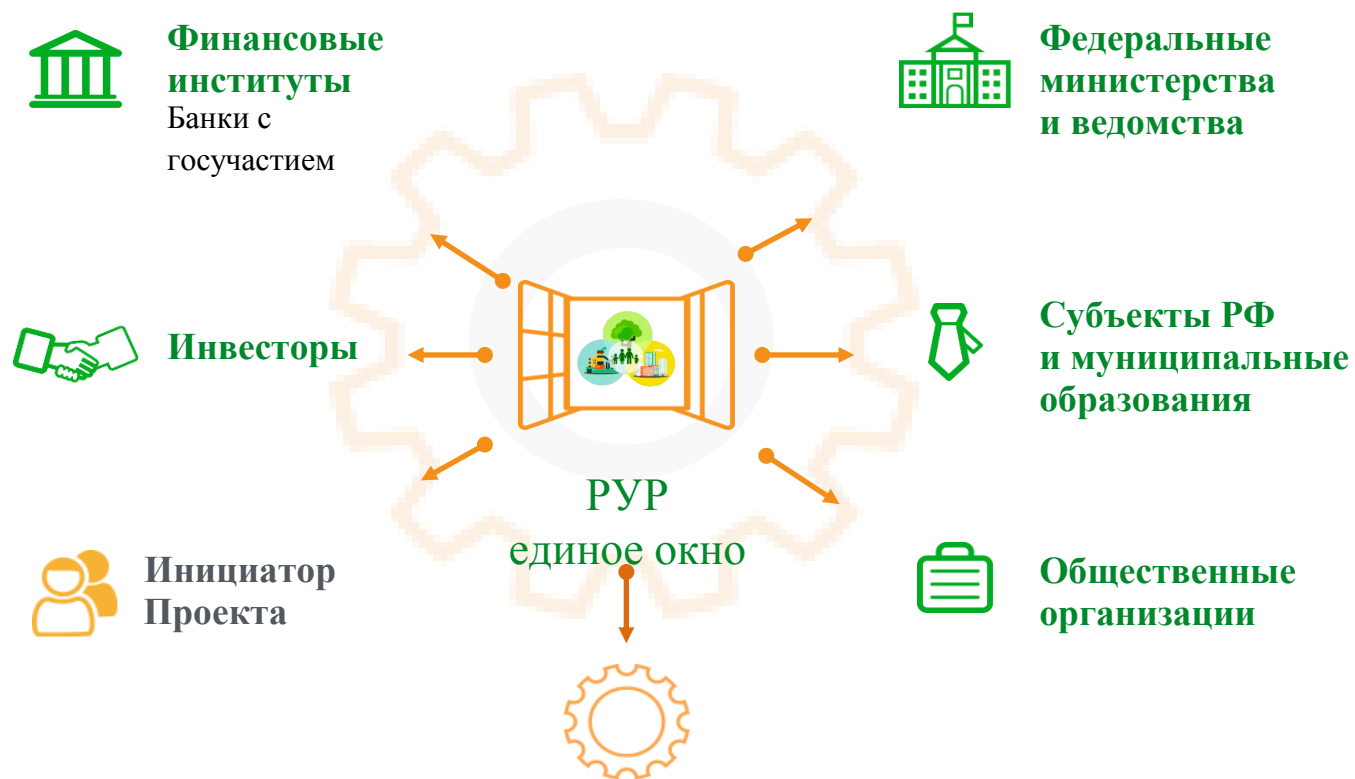 Финансовые
институты
Банки с
госучастием
Федеральные
министерства
и ведомства
Инвесторы
Субъекты РФ
и муниципальные
образования
РУР
единое окно
Инициатор
Проекта
Общественные
организации